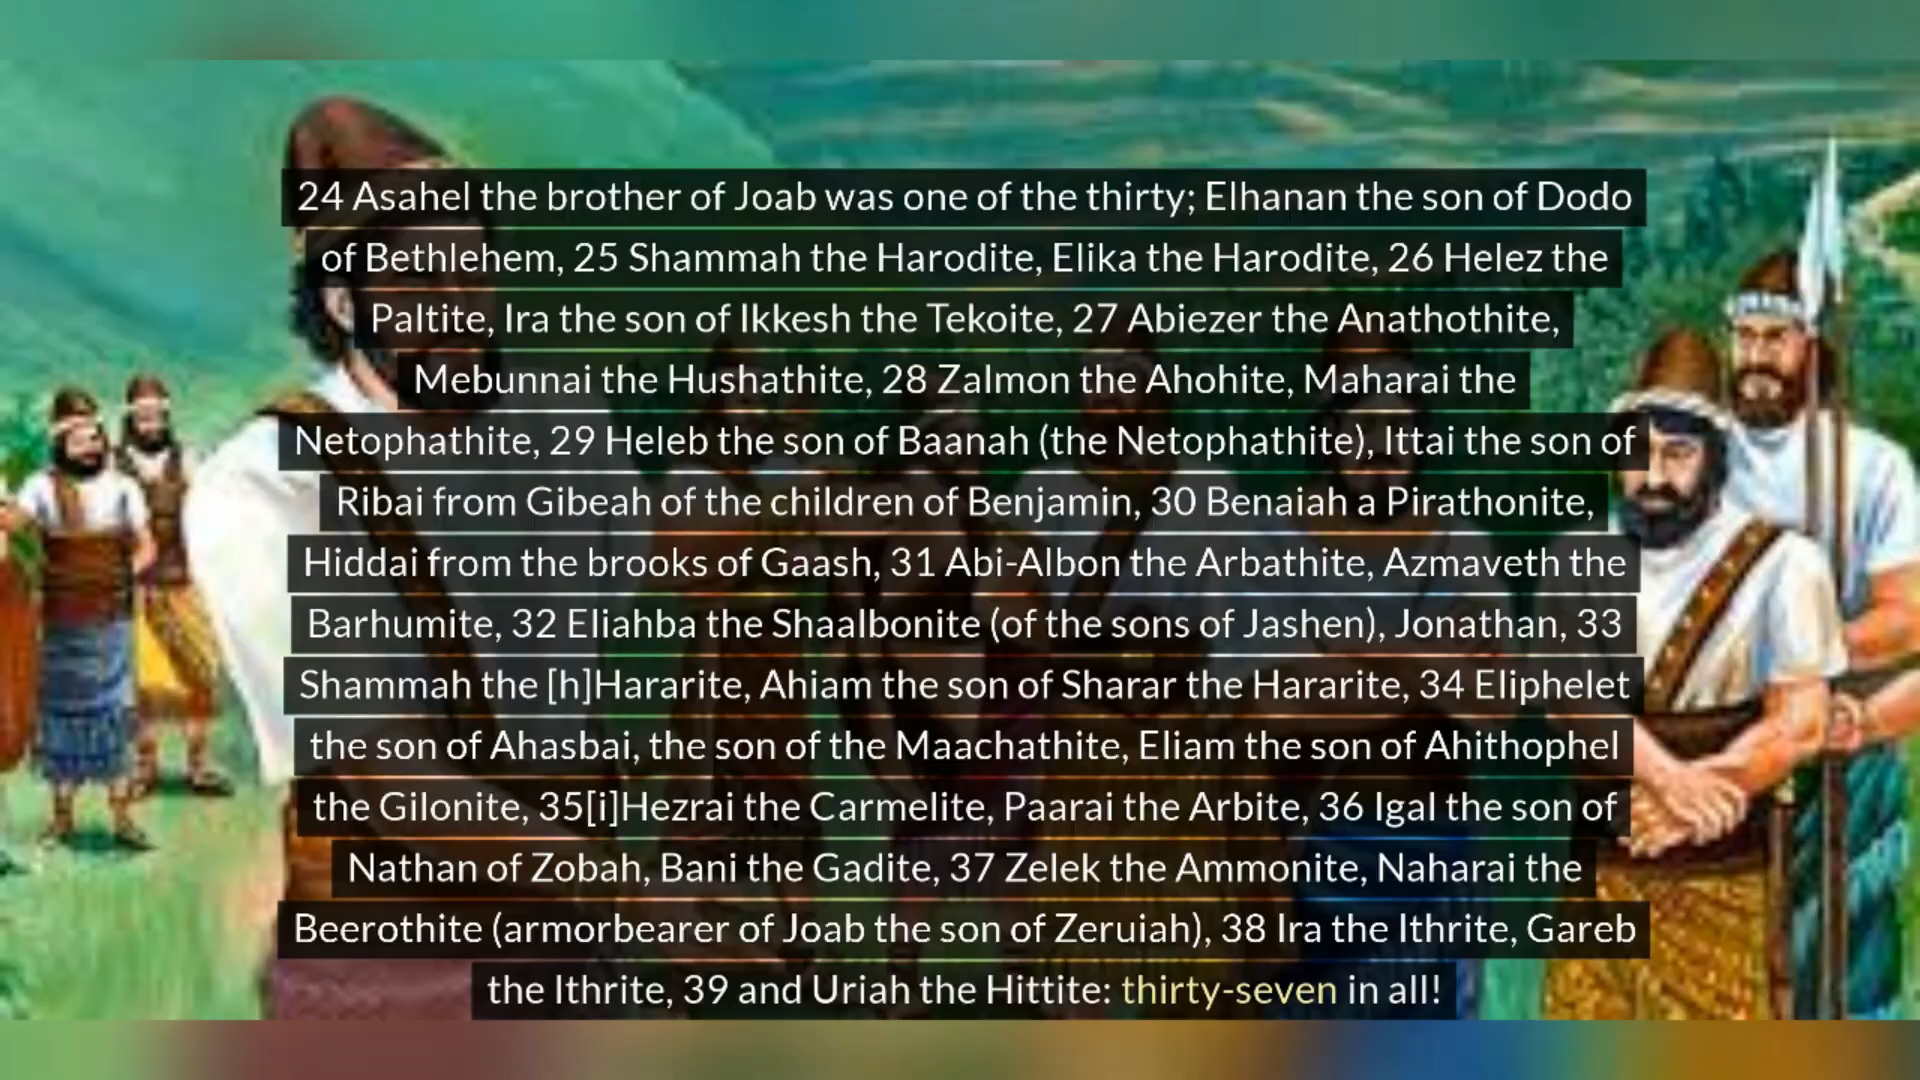 24 Asahel the brother of Joab was one of the thirty; Elhanan the son of Dodo
of Bethlehem, 25 Shammah the Harodite, Elika the Harodite, 26 Helez the
Paltite, Ira the son of Ikkesh the Tekoite, 27 Abiezer the Anathothite,
Mebunnai the Hushathite, 28 Zalmon the Ahohite, Maharai the
Netophathite, 29 Heleb the son of Baanah (the Netophathite), Ittai the son of
Ribai from Gibeah of the children of Benjamin, 30 Benaiah a Pirathonite,
Hiddai from the brooks of Gaash, 31 Abi-Albon the Arbathite, Azmaveth the
Barhumite, 32 Eliahba the Shaalbonite (of the sons of Jashen), Jonathan, 33
Shammah the [h]Hararite, Ahiam the son of Sharar the Hararite, 34 Eliphelet
the son of Ahasbai, the son of the Maachathite, Eliam the son of Ahithophel
the Gilonite, 35[i]Hezrai the Carmelite, Paarai the Arbite, 36 Igal the son of
Nathan of Zobah, Bani the Gadite, 37 Zelek the Ammonite, Naharai the
Beerothite (armorbearer of Joab the son of Zeruiah), 38 Ira the Ithrite, Gareb
the Ithrite, 39 and Uriah the Hittite: thirty-seven in all!